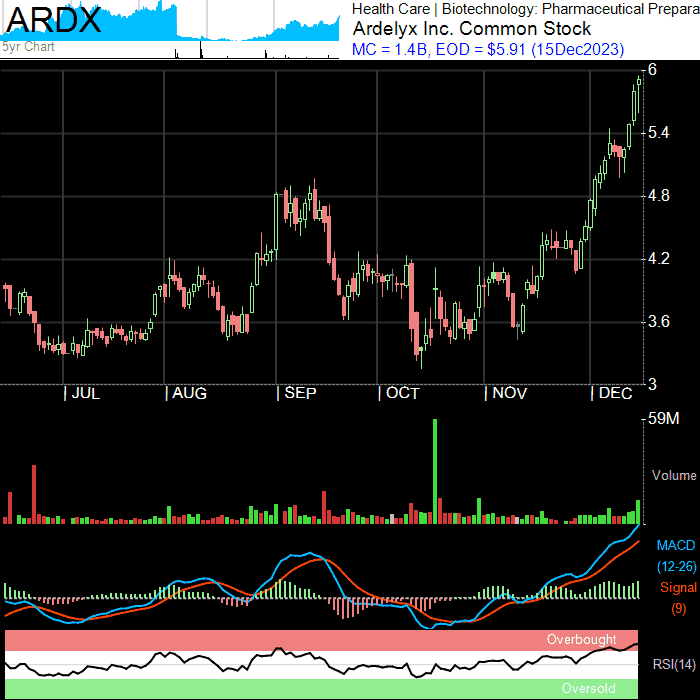 ARDX
5yr Chart
Health Care | Biotechnology: Pharmaceutical Prepara
Ardelyx Inc. Common Stock
MC = 1.4B, EOD = $5.91 (15Dec2023)
6
5.4
4.8
4.2
3.6
3
| JUL | AUG | SEP | OCT | NOV | DEC
59M
Volume
MACD
(12-26)
Signal
(9)
Overbought
RSI(14)
Oversold